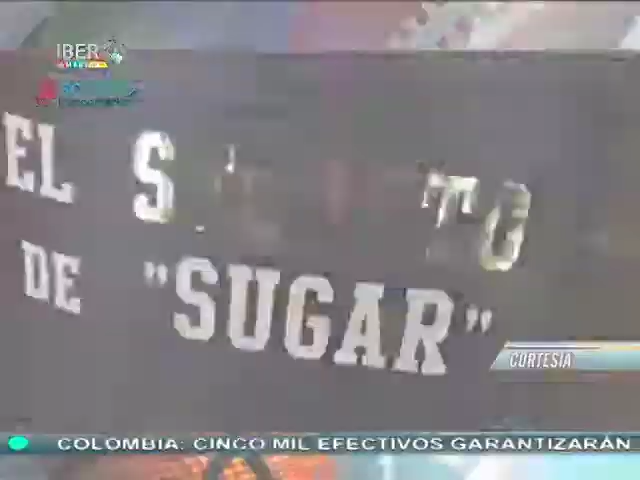 IBER
EL S
DE "SUGAR"
CORTESIA
COLOMBIA: CINCO MIL EFECTIVOS GARANTIZARÁN